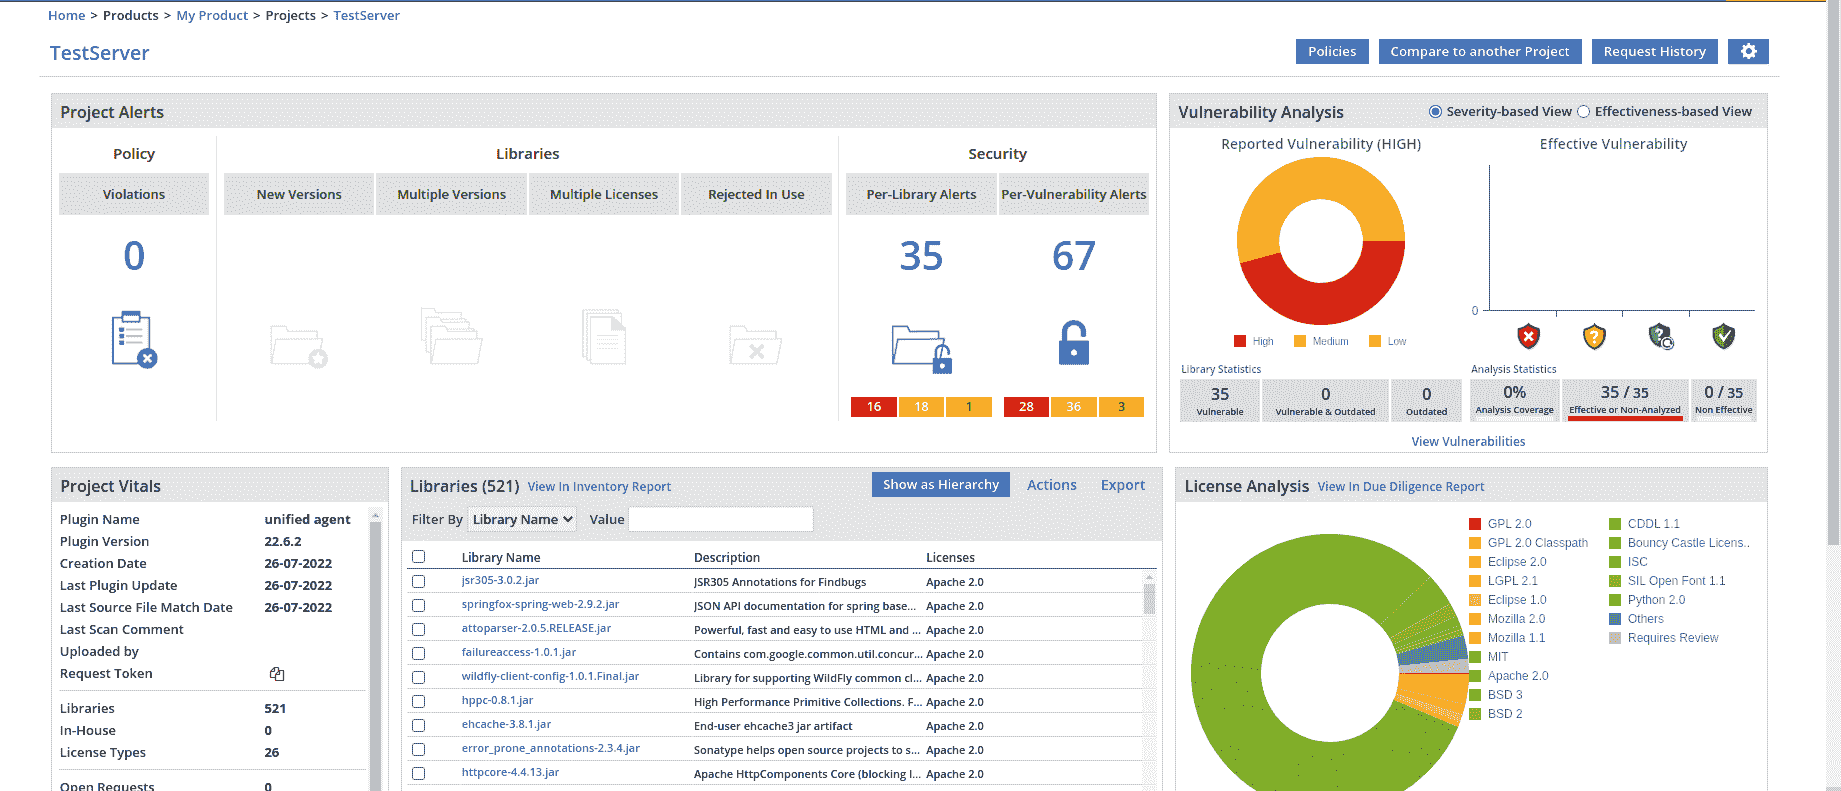 Home > Products > My Product > Projects > TestServer
TestServer
Policies
Compare to another Project
Request History
Project Alerts
Policy
Libraries
Security
Violations
New Versions
Multiple Versions
Multiple Licenses
Rejected In Use
Per-Library Alerts
Per-Vulnerability Alerts
0
35
67
16 18 1
28 36 3
Vulnerability Analysis
Severity-based View
Effectiveness-based View
Reported Vulnerability (HIGH)
High Medium Low
Effective Vulnerability
0
Library Statistics
35
Vulnerable
0
Vulnerable & Outdated
0
Outdated
Analysis Statistics
0%
Analysis Coverage
35 / 35
Effective or Non-Analyzed
0 / 35
Non Effective
View Vulnerabilities
Project Vitals
Plugin Name unified agent
Plugin Version 22.6.2
Creation Date 26-07-2022
Last Plugin Update 26-07-2022
Last Source File Match Date 26-07-2022
Last Scan Comment
Uploaded by
Request Token
Libraries 521
In-House 0
License Types 26
Open Requests 0
Libraries (521) View In Inventory Report
Show as Hierarchy
Actions
Export
Filter By Library Name Value
Library Name Description Licenses
jsr305-3.0.2.jar JSR305 Annotations for Findbugs Apache 2.0
springfox-spring-web-2.9.2.jar JSON API documentation for spring base... Apache 2.0
attoparser-2.0.5.RELEASE.jar Powerful, fast and easy to use HTML and ... Apache 2.0
failureaccess-1.0.1.jar Contains com.google.common.util.concur... Apache 2.0
wildfly-client-config-1.0.1.Final.jar Library for supporting WildFly common cl... Apache 2.0
hppc-0.8.1.jar High Performance Primitive Collections. F... Apache 2.0
ehcache-3.8.1.jar End-user ehcache3 jar artifact Apache 2.0
error_prone_annotations-2.3.4.jar Sonatype helps open source projects to s... Apache 2.0
httpcore-4.4.13.jar Apache HttpComponents Core (blocking I... Apache 2.0
License Analysis View In Due Diligence Report
GPL 2.0
GPL 2.0 Classpath
Eclipse 2.0
LGPL 2.1
Eclipse 1.0
Mozilla 2.0
Mozilla 1.1
MIT
Apache 2.0
BSD 3
BSD 2
CDDL 1.1
Bouncy Castle Licens..
ISC
SIL Open Font 1.1
Python 2.0
Others
Requires Review